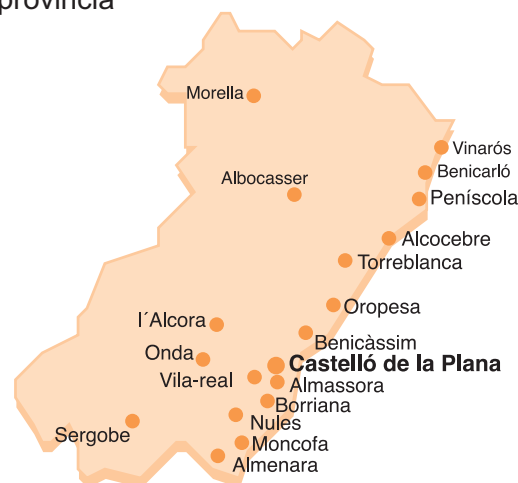 província
Morella
Vinarós
Benicarló
Albocasser
Peníscola
Alcocebre
Torreblanca
Oropesa
l´Alcora
Benicàssim
Onda
Castelló de la Plana
Vila-real
Almassora
Borriana
Nules
Sergobe
Moncofa
Almenara